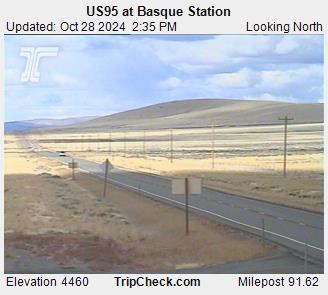 US95 at Basque Station
Updated: Oct 28 2024 2:35 PM Looking North
Elevation 4460 TripCheck.com Milepost 91.62